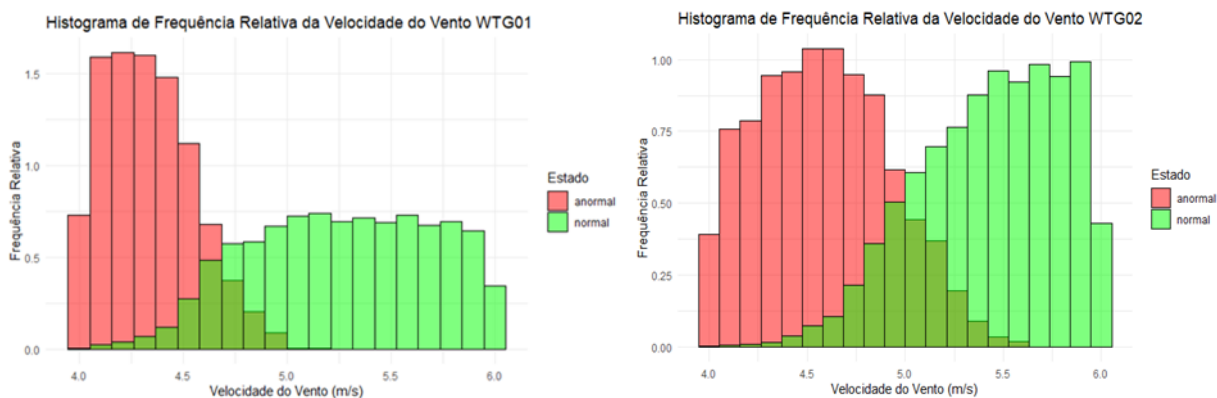 Histograma de Frequência Relativa da Velocidade do Vento WTG01
Frequência Relativa
1.5
1.0
0.5
0.0
4.0
4.5
5.0
5.5
6.0
Velocidade do Vento (m/s)
Estado
anormal
normal
Histograma de Frequência Relativa da Velocidade do Vento WTG02
Frequência Relativa
1.00
0.75
0.50
0.25
0.00
4.0
4.5
5.0
5.5
6.0
Velocidade do Vento (m/s)
Estado
anormal
normal